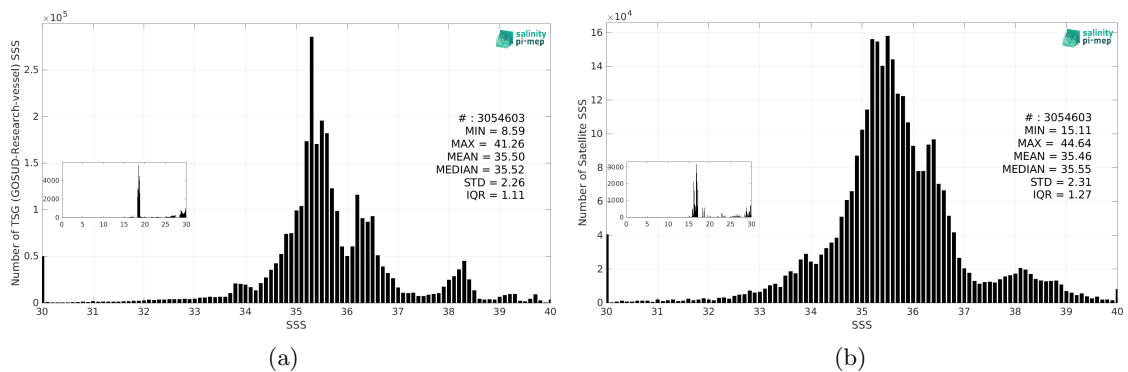 ×10⁵
salinity
pi-mep
Number of TSG (GOSUD-Research-vessel) SSS
2.5
2
1.5
1
0.5
0
# : 3054603
MIN = 8.59
MAX = 41.26
MEAN = 35.50
MEDIAN = 35.52
STD = 2.26
IQR = 1.11
4000
2000
0
0 5 10 15 20 25 30
30 31 32 33 34 35 36 37 38 39 40
SSS
(a)
×10⁴
salinity
pi-mep
Number of Satellite SSS
16
14
12
10
8
6
4
2
0
# : 3054603
MIN = 15.11
MAX = 44.64
MEAN = 35.46
MEDIAN = 35.55
STD = 2.31
IQR = 1.27
3000
2000
1000
0
0 5 10 15 20 25 30
30 31 32 33 34 35 36 37 38 39 40
SSS
(b)